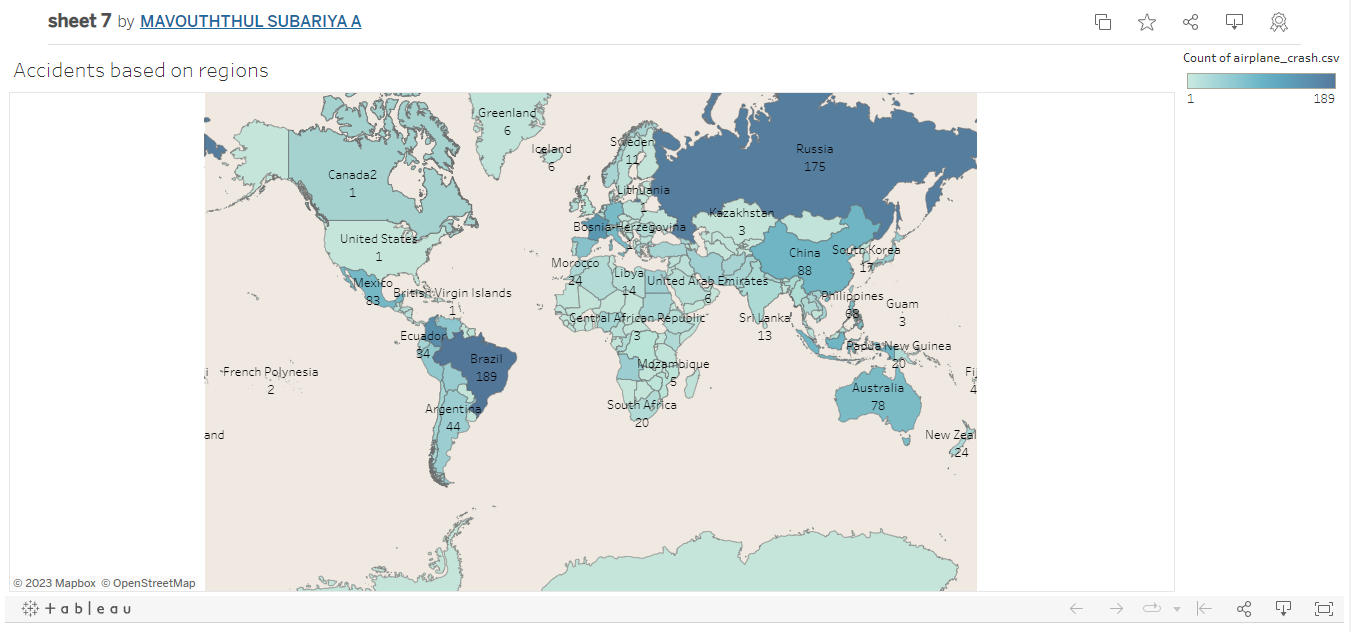 sheet 7 by MAVOUTHTHUL SUBARIYA A
Accidents based on regions
Count of airplane_crash.csv
1 189
Greenland
6
Iceland
6
Sweden
11
Russia
175
Canada2
1
Lithuania
1
Kazakhstan
3
Bosnia-Herzegovina
1
United States
1
China
88
South Korea
17
Morocco
24
Libya
14
United Arab Emirates
6
Mexico
83
British Virgin Islands
1
Philippines
68
Guam
3
Central African Republic
3
Sri Lanka
13
Ecuador
34
Brazil
189
Papua New Guinea
20
Mozambique
5
French Polynesia
2
Fij
4
Australia
78
Argentina
44
South Africa
20
and
New Zeal
24
© 2023 Mapbox © OpenStreetMap
+ a b | e a u